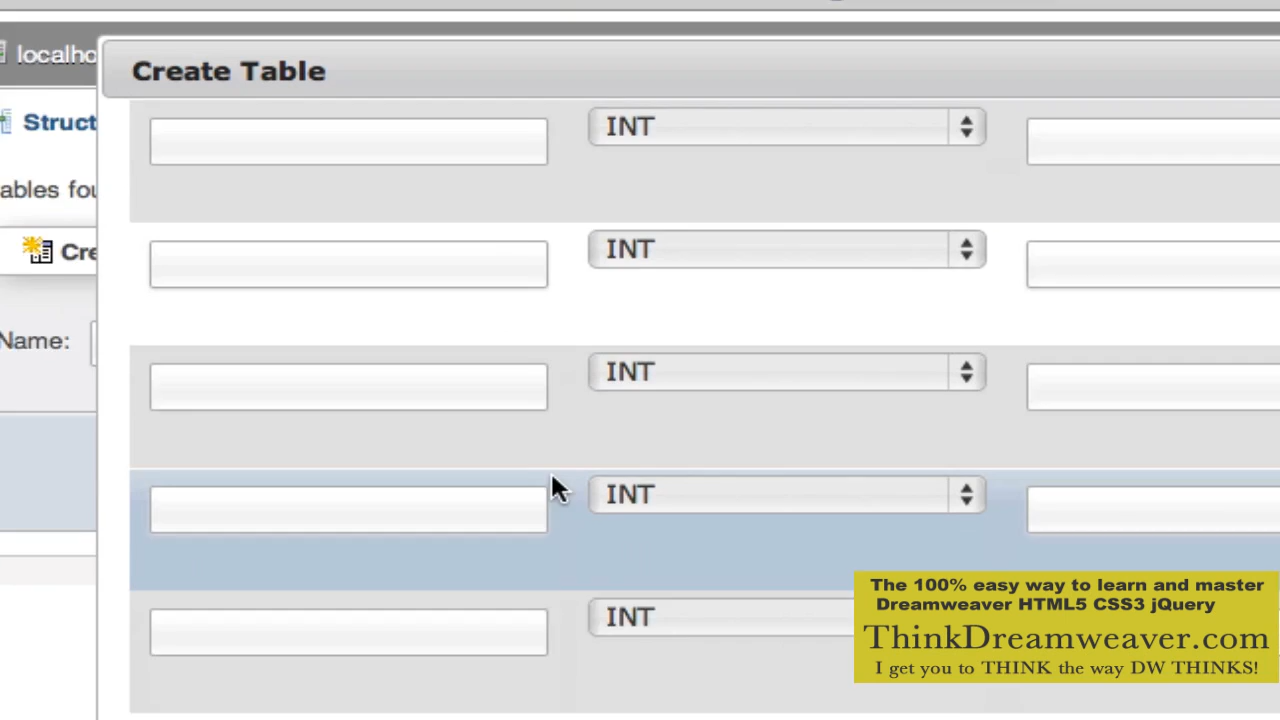 localho
Create Table
Struct
INT
ables fou
INT
Cre
Name:
INT
INT
The 100% easy way to learn and master
Dreamweaver HTML5 CSS3 jQuery
INT
ThinkDreamweaver.com
I get you to THINK the way DW THINKS!